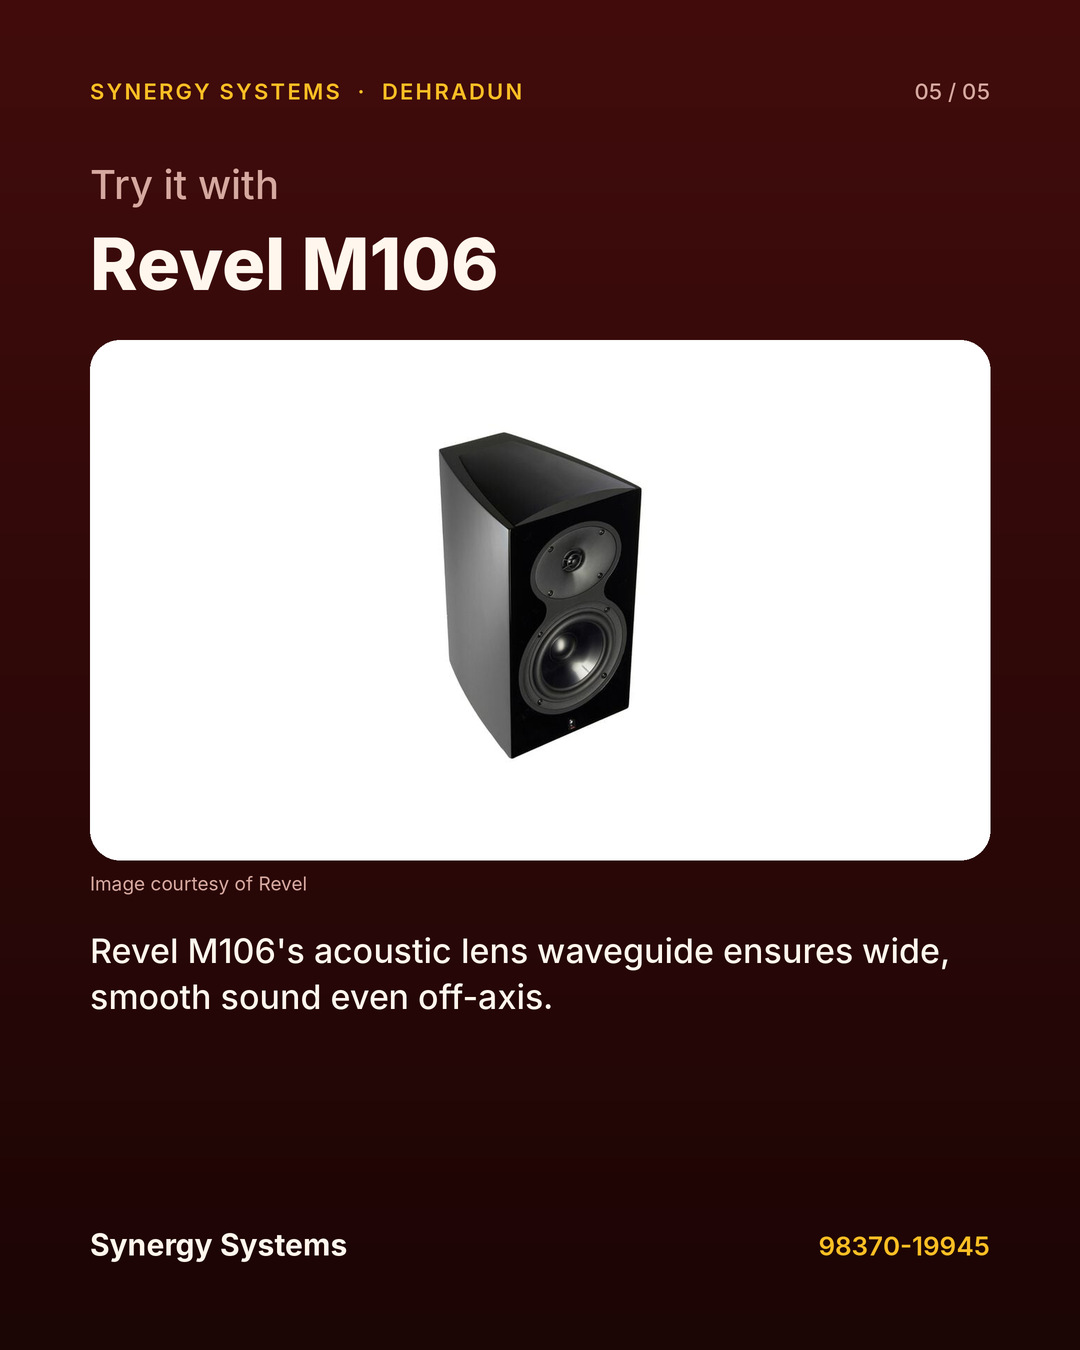 SYNERGY SYSTEMS · DEHRADUN
05 / 05
Try it with
Revel M106
Image courtesy of Revel
Revel M106's acoustic lens waveguide ensures wide,
smooth sound even off-axis.
Synergy Systems
98370-19945